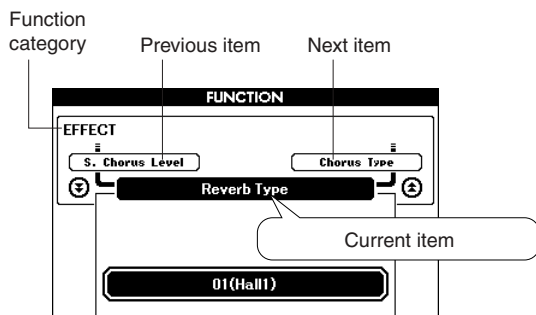 Function
category
Previous item
Next item
FUNCTION
EFFECT
S. Chorus Level
Chorus Type
Reverb Type
Current item
01(Hall1)